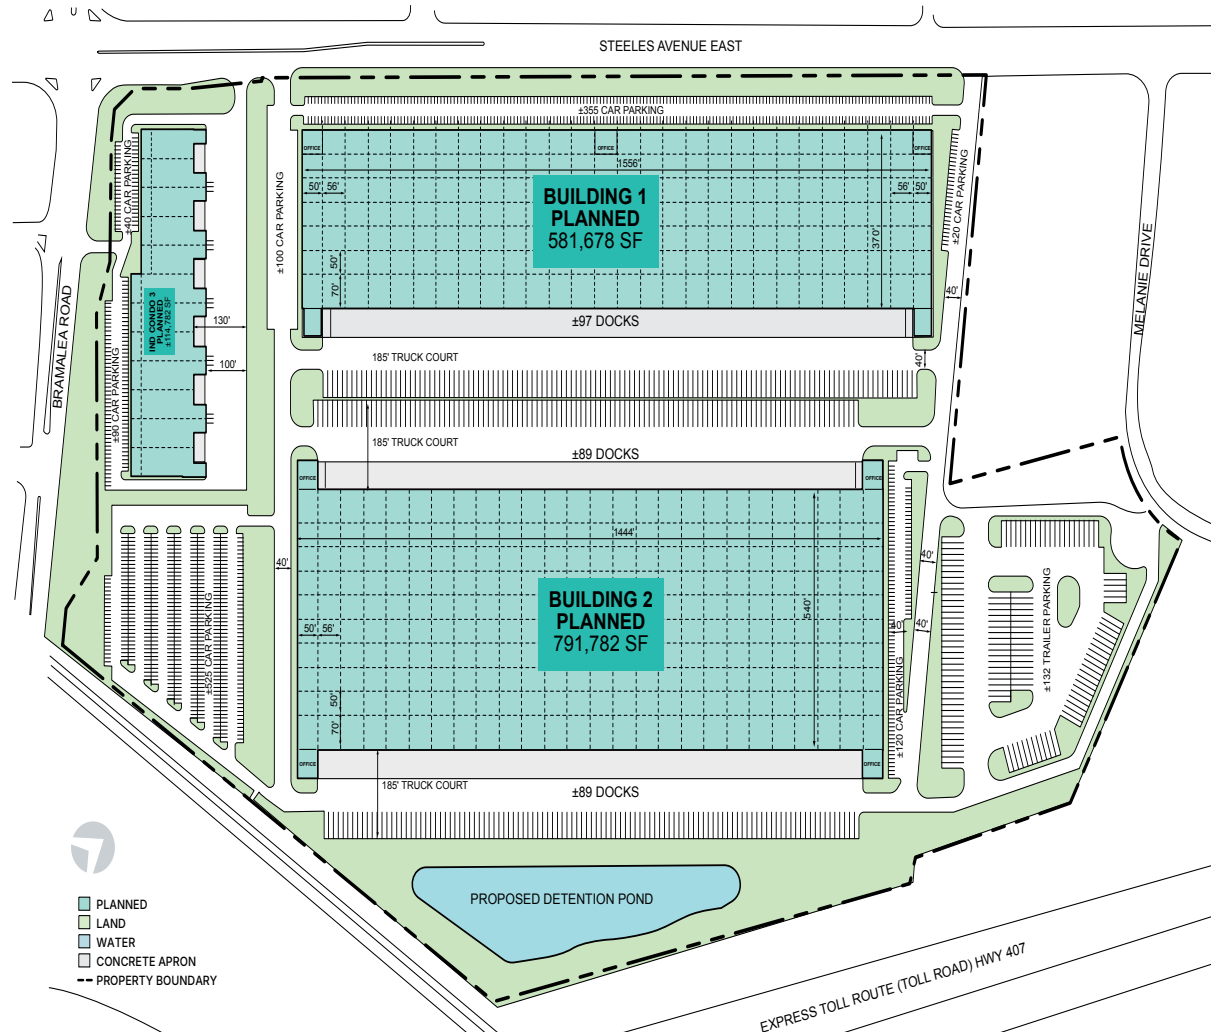 STEELES AVENUE EAST
±355 CAR PARKING
OFFICE
OFFICE
OFFICE
1556'
50'
56'
56'
50'
BUILDING 1
PLANNED
581,678 SF
370'
50'
70'
±97 DOCKS
±40 CAR PARKING
±100 CAR PARKING
±20 CAR PARKING
40'
40'
MELANIE DRIVE
BRAMALEA ROAD
IND CONDO 3
PLANNED
±114,782 SF
130'
100'
±90 CAR PARKING
185' TRUCK COURT
185' TRUCK COURT
±89 DOCKS
OFFICE
OFFICE
1444'
40'
BUILDING 2
PLANNED
791,782 SF
540'
50'
56'
50'
70'
40'
40'
40'
±525 CAR PARKING
±120 CAR PARKING
±132 TRAILER PARKING
OFFICE
OFFICE
185' TRUCK COURT
±89 DOCKS
PROPOSED DETENTION POND
PLANNED
LAND
WATER
CONCRETE APRON
PROPERTY BOUNDARY
EXPRESS TOLL ROUTE (TOLL ROAD) HWY 407